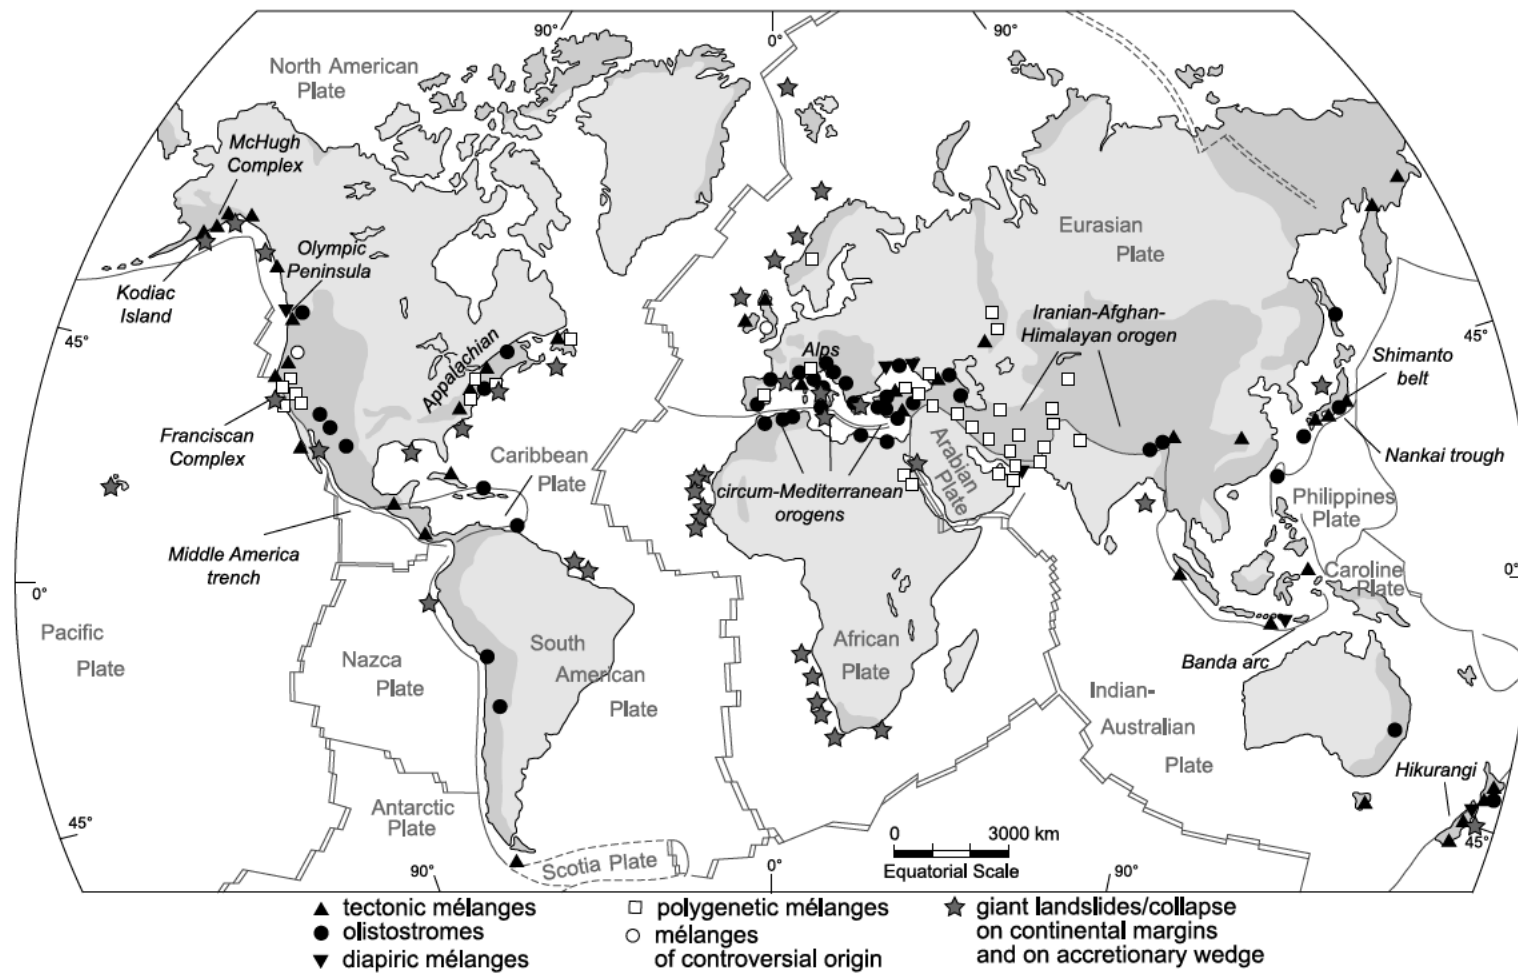 90°
0°
90°
North American
Plate
McHugh
Complex
Olympic
Peninsula
Kodiac
Island
45°
Eurasian
Plate
Iranian-Afghan-
Himalayan orogen
45°
Alps
Appalachian
Shimanto
belt
Franciscan
Complex
Nankai trough
Caribbean
Plate
Arabian
Plate
circum-Mediterranean
orogens
Philippines
Plate
Middle America
trench
Caroline
Plate
0°
0°
Pacific
Plate
Nazca
Plate
South
American
Plate
African
Plate
Banda arc
Indian-
Australian
Plate
Hikurangi
Antarctic
Plate
45°
45°
0
3000 km
Equatorial Scale
Scotia Plate
90°
0°
90°
tectonic mélanges
olistostromes
diapiric mélanges
polygenetic mélanges
mélanges
of controversial origin
giant landslides/collapse
on continental margins
and on accretionary wedge